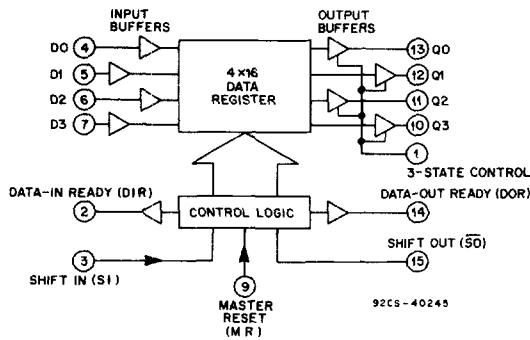 INPUT
BUFFERS
OUTPUT
BUFFERS
D0 4
D1 5
D2 6
D3 7
4×16
DATA
REGISTER
13 Q0
12 Q1
11 Q2
10 Q3
1
3-STATE CONTROL
DATA-IN READY (DIR)
2
CONTROL LOGIC
DATA-OUT READY (DOR)
14
3
SHIFT IN (SI)
9
MASTER
RESET
(MR)
SHIFT OUT (S̅O̅)
15
92CS-40245